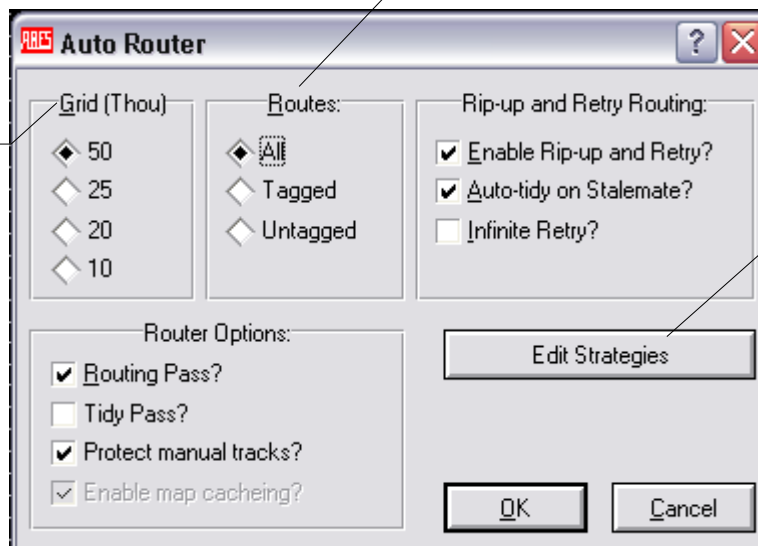 ARES Auto Router
Grid (Thou)
50
25
20
10
Routes:
All
Tagged
Untagged
Rip-up and Retry Routing:
Enable Rip-up and Retry?
Auto-tidy on Stalemate?
Infinite Retry?
Router Options:
Routing Pass?
Tidy Pass?
Protect manual tracks?
Enable map cacheing?
Edit Strategies
OK
Cancel